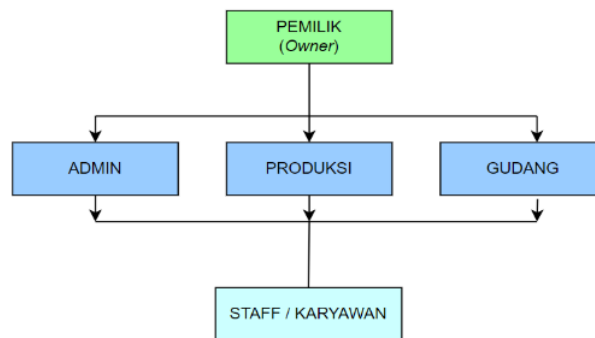 PEMILIK
(Owner)
ADMIN
PRODUKSI
GUDANG
STAFF / KARYAWAN